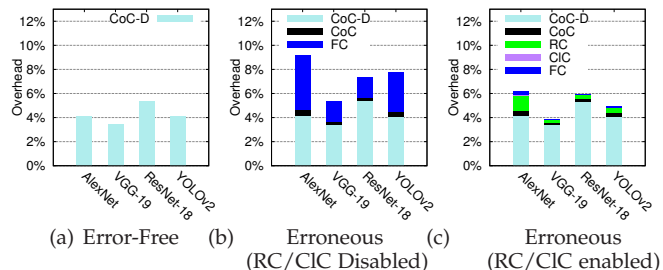 12%
10%
8%
6%
4%
2%
0%
Overhead
CoC-D
AlexNet
VGG-19
ResNet-18
YOLOv2
(a) Error-Free
12%
10%
8%
6%
4%
2%
0%
Overhead
CoC-D
CoC
FC
AlexNet
VGG-19
ResNet-18
YOLOv2
(b) Erroneous
(RC/ClC Disabled)
12%
10%
8%
6%
4%
2%
0%
Overhead
CoC-D
CoC
RC
ClC
FC
AlexNet
VGG-19
ResNet-18
YOLOv2
(c) Erroneous
(RC/ClC enabled)